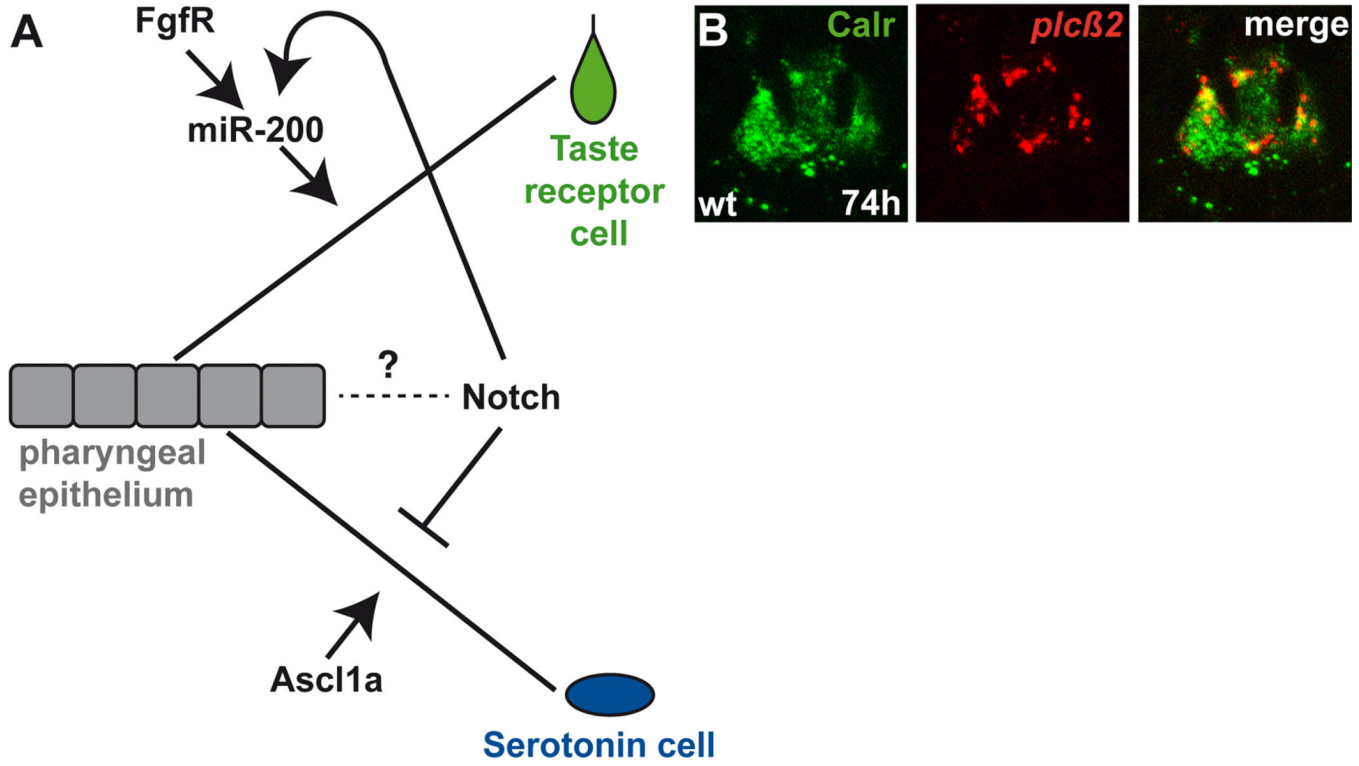 A
FgfR
miR-200
Taste
receptor
cell
?
Notch
pharyngeal
epithelium
Ascl1a
Serotonin cell
B
Calr
wt
74h
plcß2
merge